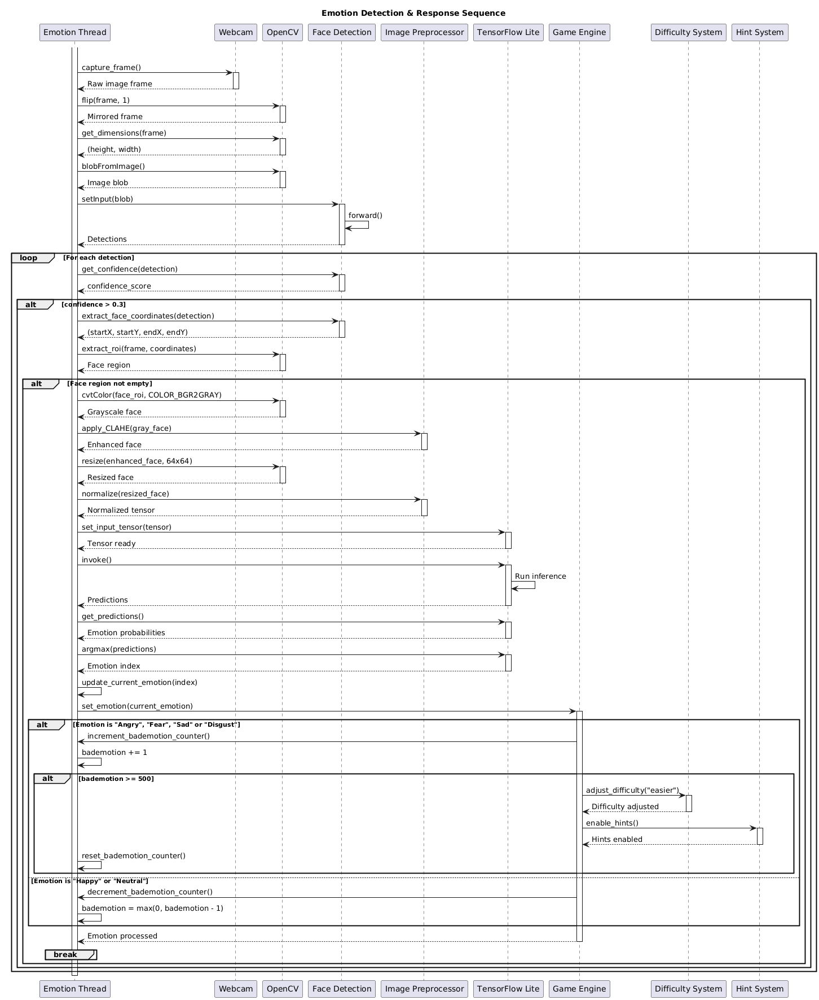 Emotion Detection & Response Sequence
Emotion Thread Webcam OpenCV Face Detection Image Preprocessor TensorFlow Lite Game Engine Difficulty System Hint System
capture_frame()
Raw image frame
flip(frame, 1)
Mirrored frame
get_dimensions(frame)
(height, width)
blobFromImage()
Image blob
setInput(blob)
forward()
Detections
loop [For each detection]
get_confidence(detection)
confidence_score
alt [confidence > 0.3]
extract_face_coordinates(detection)
(startX, startY, endX, endY)
extract_roi(frame, coordinates)
Face region
alt [Face region not empty]
cvtColor(face_roi, COLOR_BGR2GRAY)
Grayscale face
apply_CLAHE(gray_face)
Enhanced face
resize(enhanced_face, 64x64)
Resized face
normalize(resized_face)
Normalized tensor
set_input_tensor(tensor)
Tensor ready
invoke()
Run inference
Predictions
get_predictions()
Emotion probabilities
argmax(predictions)
Emotion index
update_current_emotion(index)
set_emotion(current_emotion)
alt [Emotion is "Angry", "Fear", "Sad" or "Disgust"]
increment_bademotion_counter()
bademotion += 1
alt [bademotion >= 500]
adjust_difficulty("easier")
Difficulty adjusted
enable_hints()
Hints enabled
reset_bademotion_counter()
[Emotion is "Happy" or "Neutral"]
decrement_bademotion_counter()
bademotion = max(0, bademotion - 1)
Emotion processed
break
Emotion Thread Webcam OpenCV Face Detection Image Preprocessor TensorFlow Lite Game Engine Difficulty System Hint System